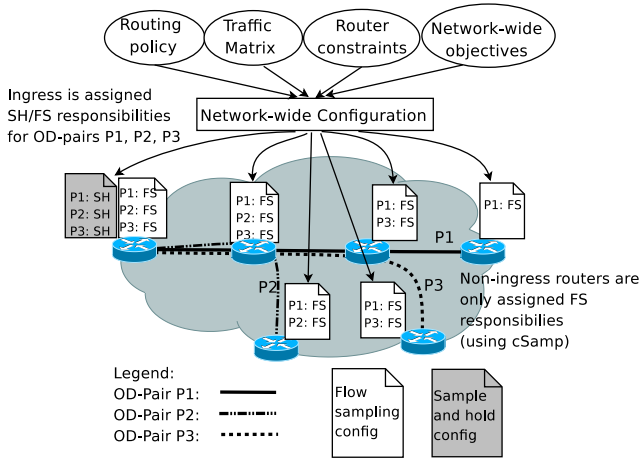 Routing
policy
Traffic
Matrix
Router
constraints
Network-wide
objectives
Ingress is assigned
SH/FS responsibilities
for OD-pairs P1, P2, P3
Network-wide Configuration
P1: SH
P2: SH
P3: SH
P1: FS
P2: FS
P3: FS
P1: FS
P2: FS
P3: FS
P1: FS
P3: FS
P1: FS
P1
P2
P3
P1: FS
P2: FS
P1: FS
P3: FS
Non-ingress routers are
only assigned FS
responsibilies
(using cSamp)
Legend:
OD-Pair P1:
OD-Pair P2:
OD-Pair P3:
Flow
sampling
config
Sample
and hold
config